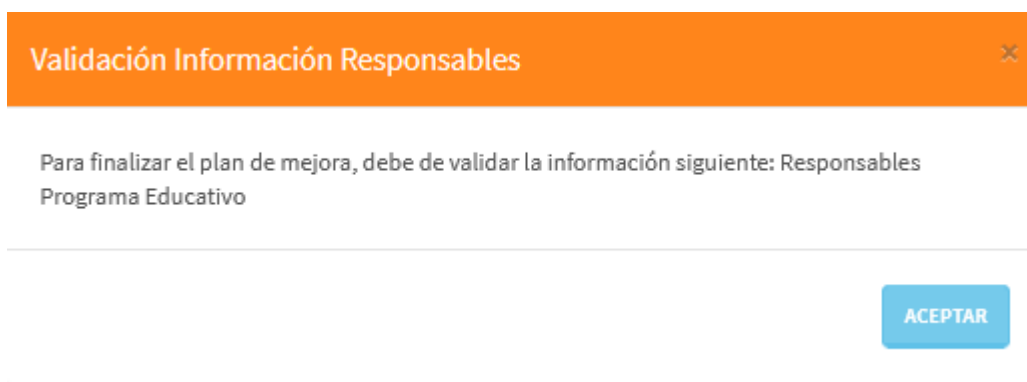 Validación Información Responsables
×
Para finalizar el plan de mejora, debe de validar la información siguiente: Responsables
Programa Educativo
ACEPTAR